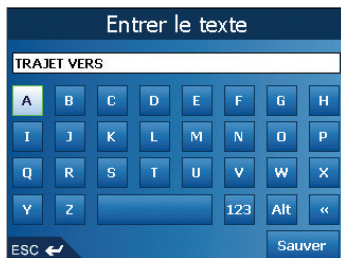 Entrer le texte
TRAJET VERS
A B C D E F G H
I J K L M N O P
Q R S T U V W X
Y Z 123 Alt «
ESC Sauver